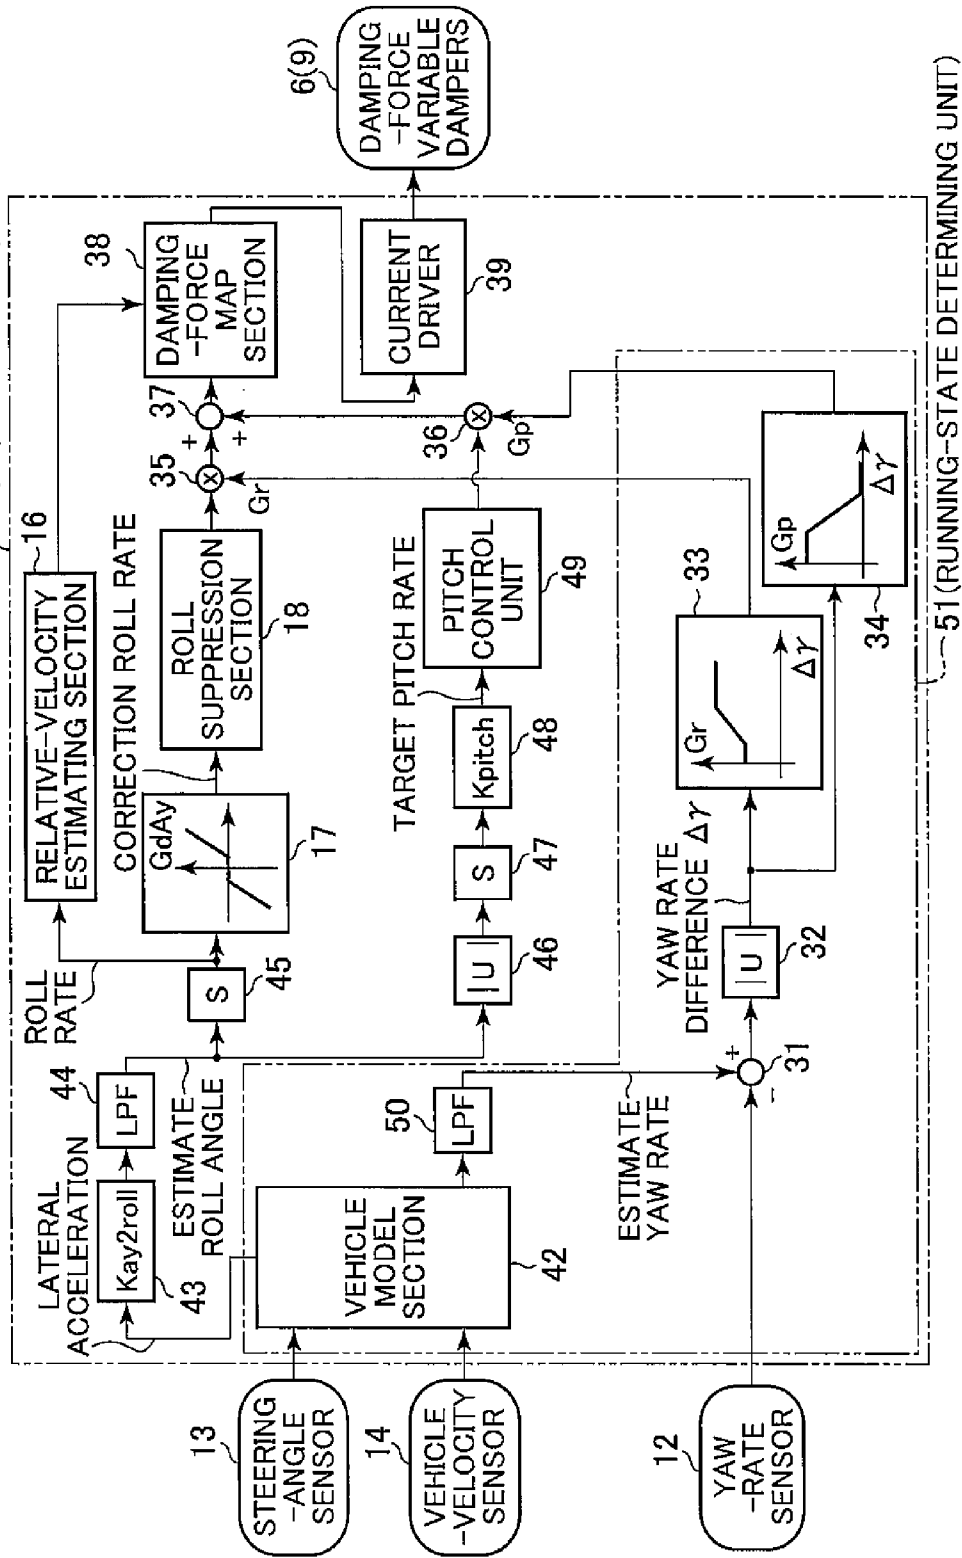 13
STEERING
-ANGLE
SENSOR
14
VEHICLE
-VELOCITY
SENSOR
12
YAW
-RATE
SENSOR
LATERAL
ACCELERATION
Kay2roll
43
LPF
44
ESTIMATE
ROLL ANGLE
VEHICLE
MODEL
SECTION
42
LPF
50
ESTIMATE
YAW RATE
ROLL
RATE
S
45
RELATIVE-VELOCITY
ESTIMATING SECTION
16
GdAy
17
CORRECTION ROLL RATE
ROLL
SUPPRESSION
SECTION
18
|U|
46
S
47
Kpitch
48
TARGET PITCH RATE
PITCH
CONTROL
UNIT
49
+
-
31
|U|
32
YAW RATE
DIFFERENCE Δγ
Gr
Δγ
33
Gp
Δγ
34
X
35
Gr
X
36
Gp
+
+
37
DAMPING
-FORCE
MAP
SECTION
38
CURRENT
DRIVER
39
6(9)
DAMPING
-FORCE
VARIABLE
DAMPERS
51(RUNNING-STATE DETERMINING UNIT)